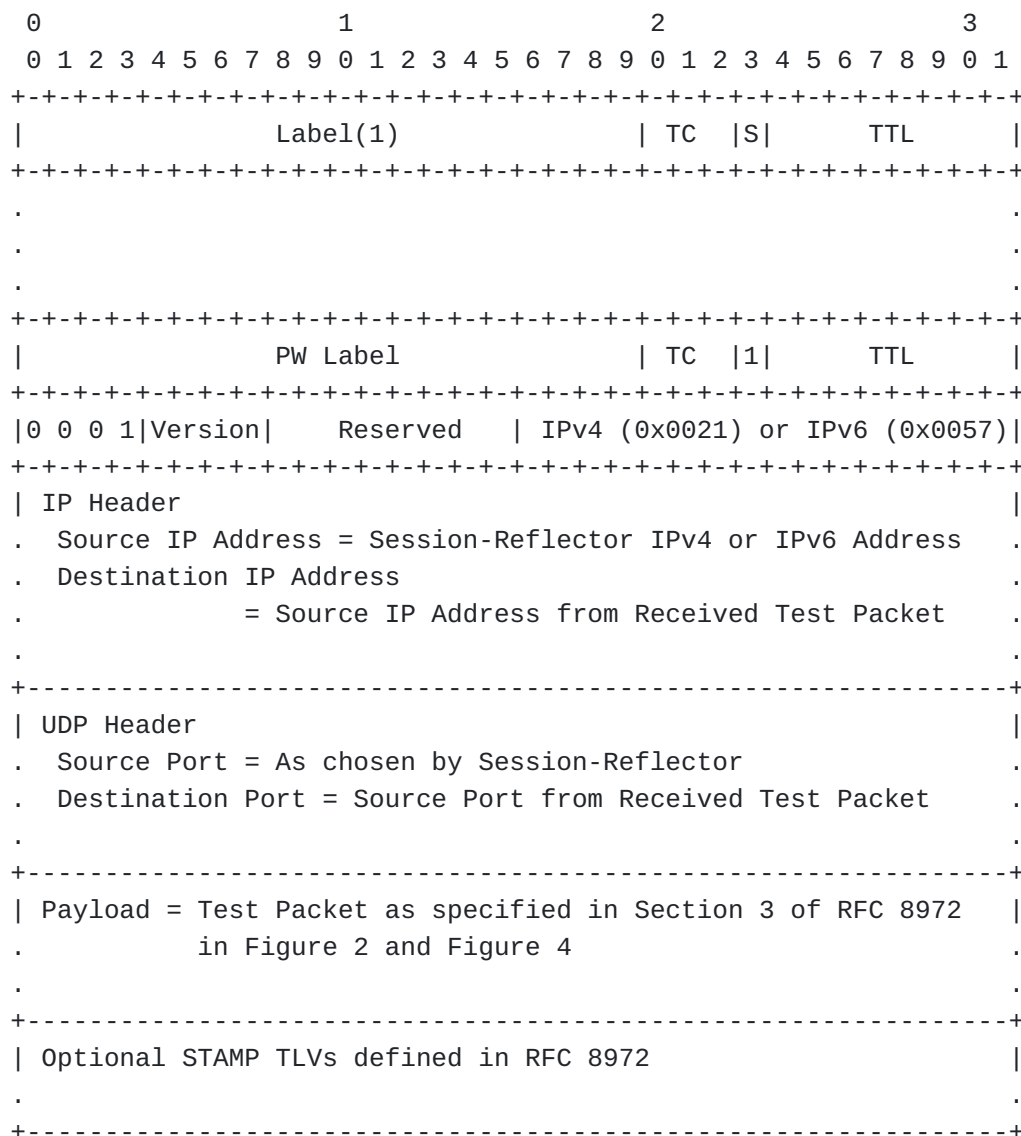 0                   1                   2                   3
 0 1 2 3 4 5 6 7 8 9 0 1 2 3 4 5 6 7 8 9 0 1 2 3 4 5 6 7 8 9 0 1
+-+-+-+-+-+-+-+-+-+-+-+-+-+-+-+-+-+-+-+-+-+-+-+-+-+-+-+-+-+-+-+-+
|                Label(1)               | TC  |S|      TTL      |
+-+-+-+-+-+-+-+-+-+-+-+-+-+-+-+-+-+-+-+-+-+-+-+-+-+-+-+-+-+-+-+-+
.                                                               .
.                                                               .
.                                                               .
+-+-+-+-+-+-+-+-+-+-+-+-+-+-+-+-+-+-+-+-+-+-+-+-+-+-+-+-+-+-+-+-+
|                PW Label               | TC  |1|      TTL      |
+-+-+-+-+-+-+-+-+-+-+-+-+-+-+-+-+-+-+-+-+-+-+-+-+-+-+-+-+-+-+-+-+
|0 0 0 1|Version|    Reserved   | IPv4 (0x0021) or IPv6 (0x0057)|
+-+-+-+-+-+-+-+-+-+-+-+-+-+-+-+-+-+-+-+-+-+-+-+-+-+-+-+-+-+-+-+-+
| IP Header                                                     |
.  Source IP Address = Session-Reflector IPv4 or IPv6 Address   .
.  Destination IP Address                                       .
.              = Source IP Address from Received Test Packet    .
.                                                               .
+---------------------------------------------------------------+
| UDP Header                                                    |
.  Source Port = As chosen by Session-Reflector                 .
.  Destination Port = Source Port from Received Test Packet     .
.                                                               .
+---------------------------------------------------------------+
| Payload = Test Packet as specified in Section 3 of RFC 8972   |
.           in Figure 2 and Figure 4                            .
.                                                               .
+---------------------------------------------------------------+
| Optional STAMP TLVs defined in RFC 8972                       |
.                                                               .
+---------------------------------------------------------------+